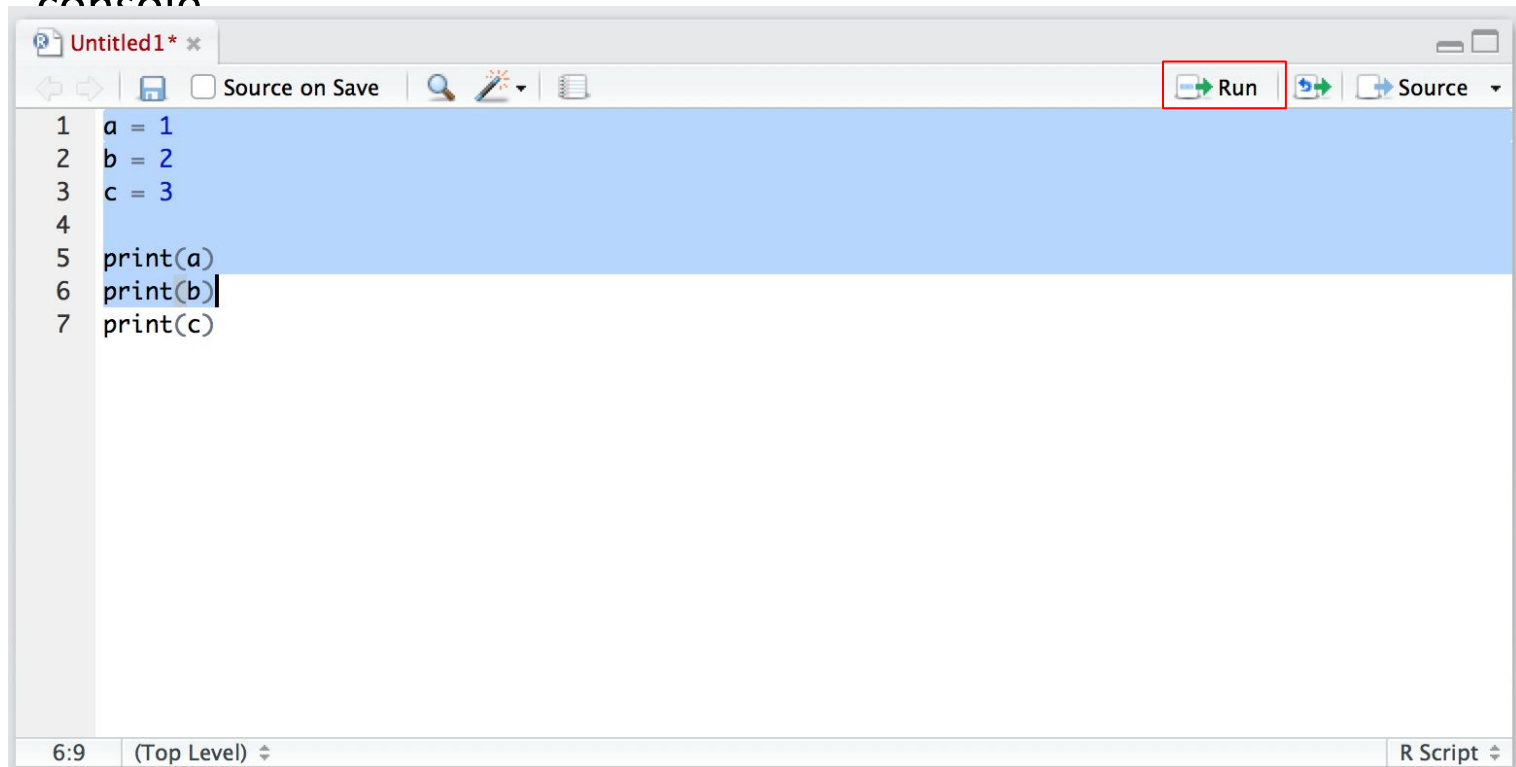 console
Untitled1*
Source on Save Run Source
1 a = 1
2 b = 2
3 c = 3
4
5 print(a)
6 print(b)
7 print(c)
6:9 (Top Level) R Script